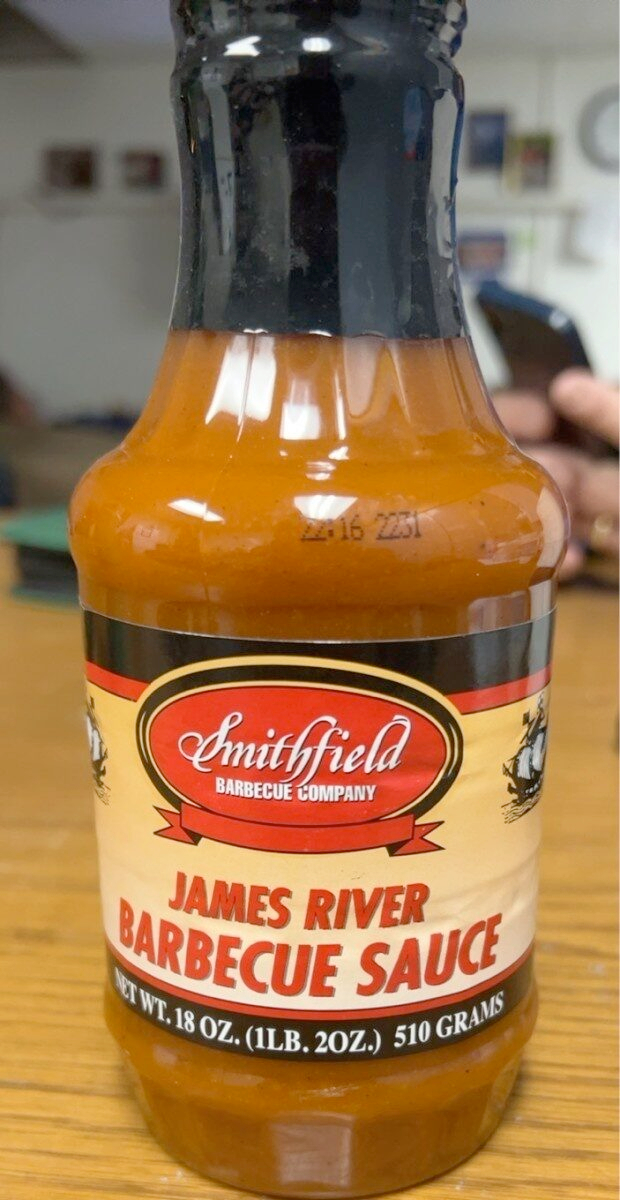 22:16 2231
Smithfield
BARBECUE COMPANY
JAMES RIVER
BARBECUE SAUCE
NET WT. 18 OZ. (1LB. 2OZ.) 510 GRAMS